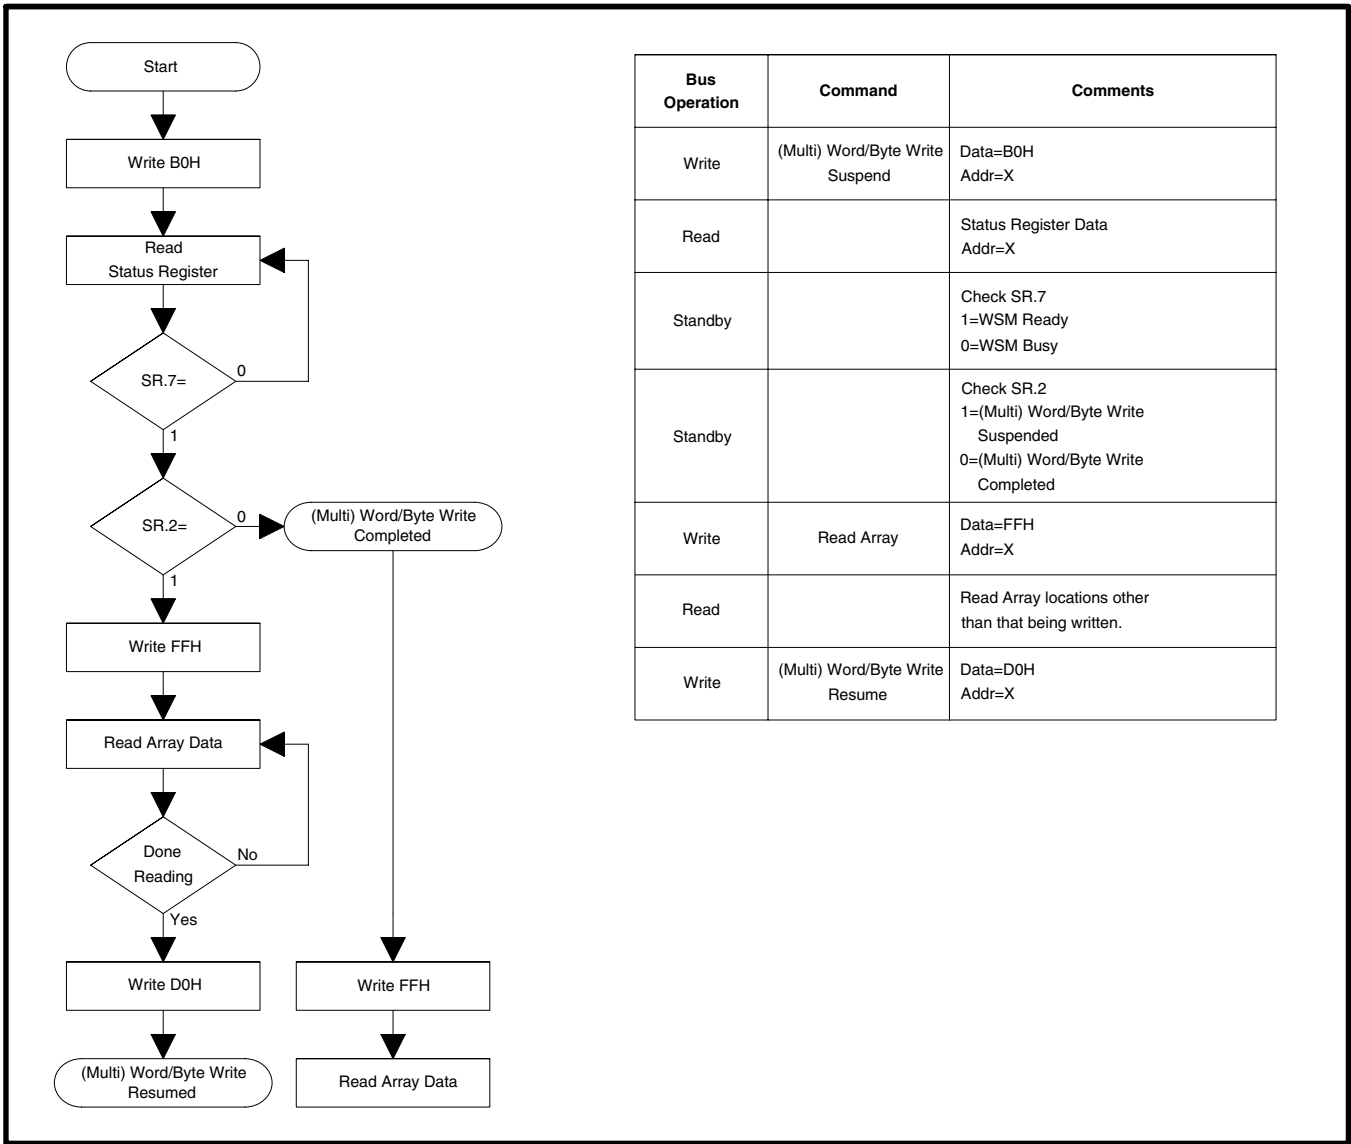 Start
Write B0H
Read
Status Register
SR.7=
0
1
SR.2=
0
(Multi) Word/Byte Write
Completed
1
Write FFH
Read Array Data
Done
Reading
No
Yes
Write D0H
(Multi) Word/Byte Write
Resumed
Write FFH
Read Array Data
Bus
Operation
Command
Comments
Write
(Multi) Word/Byte Write
Suspend
Data=B0H
Addr=X
Read
Status Register Data
Addr=X
Standby
Check SR.7
1=WSM Ready
0=WSM Busy
Standby
Check SR.2
1=(Multi) Word/Byte Write
Suspended
0=(Multi) Word/Byte Write
Completed
Write
Read Array
Data=FFH
Addr=X
Read
Read Array locations other
than that being written.
Write
(Multi) Word/Byte Write
Resume
Data=D0H
Addr=X